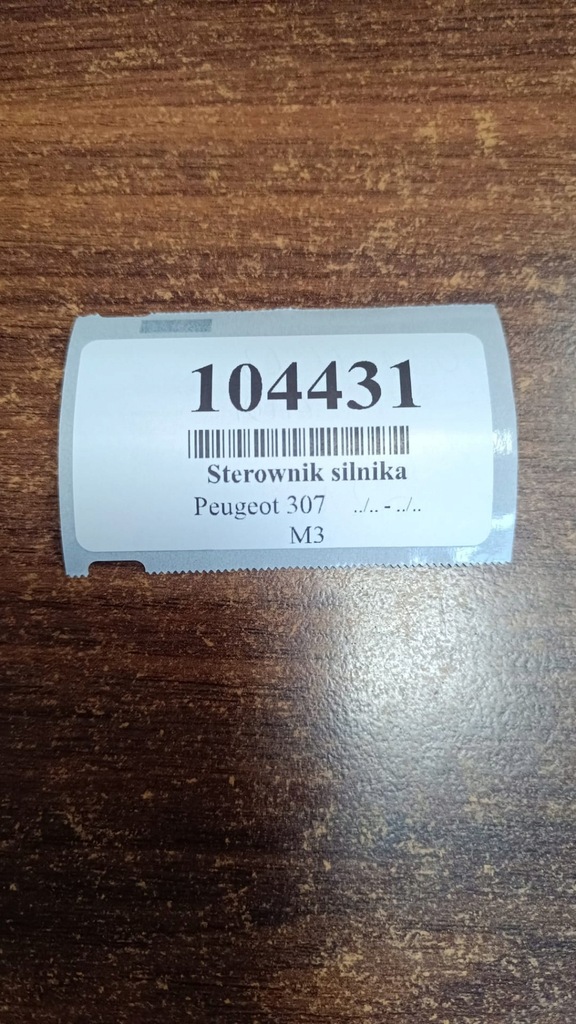 104431
Sterownik silnika
Peugeot 307 ../.. - ../..
M3